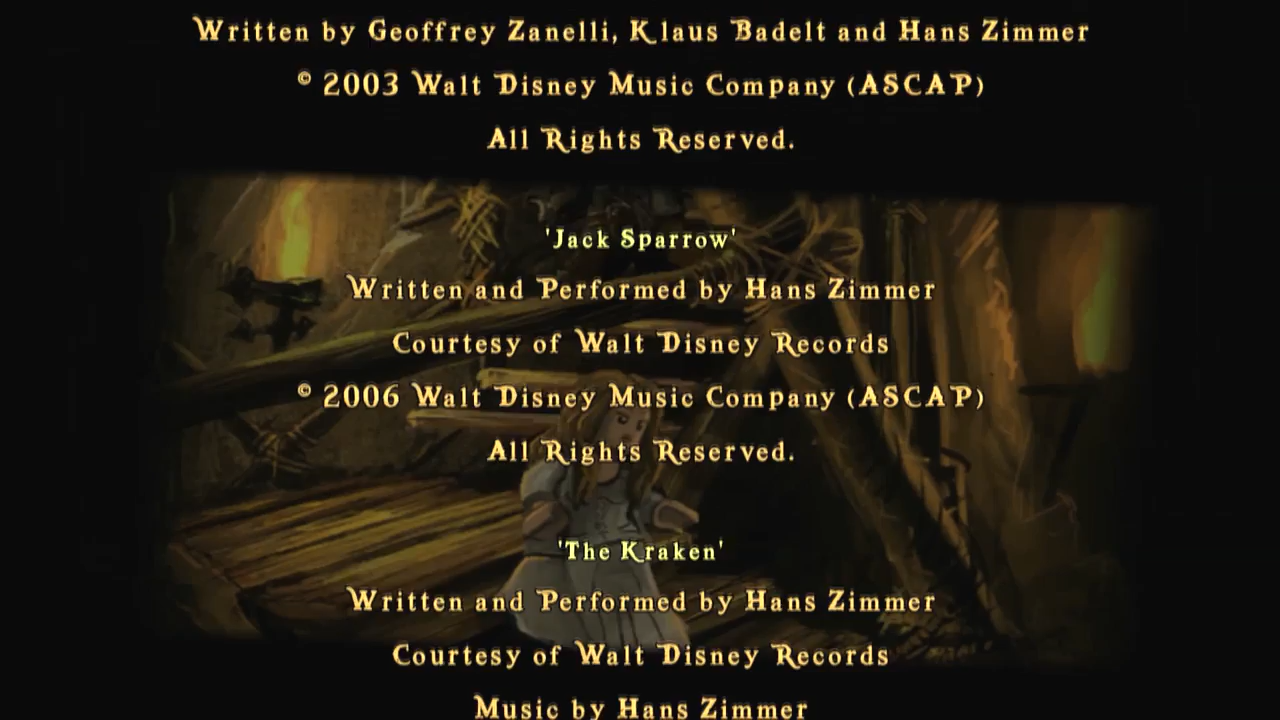 Written by Geoffrey Zanelli, Klaus Badelt and Hans Zimmer
© 2003 Walt Disney Music Company (ASCAP)
All Rights Reserved.
'Jack Sparrow'
Written and Performed by Hans Zimmer
Courtesy of Walt Disney Records
© 2006 Walt Disney Music Company (ASCAP)
All Rights Reserved.
'The Kraken'
Written and Performed by Hans Zimmer
Courtesy of Walt Disney Records
Music by Hans Zimmer